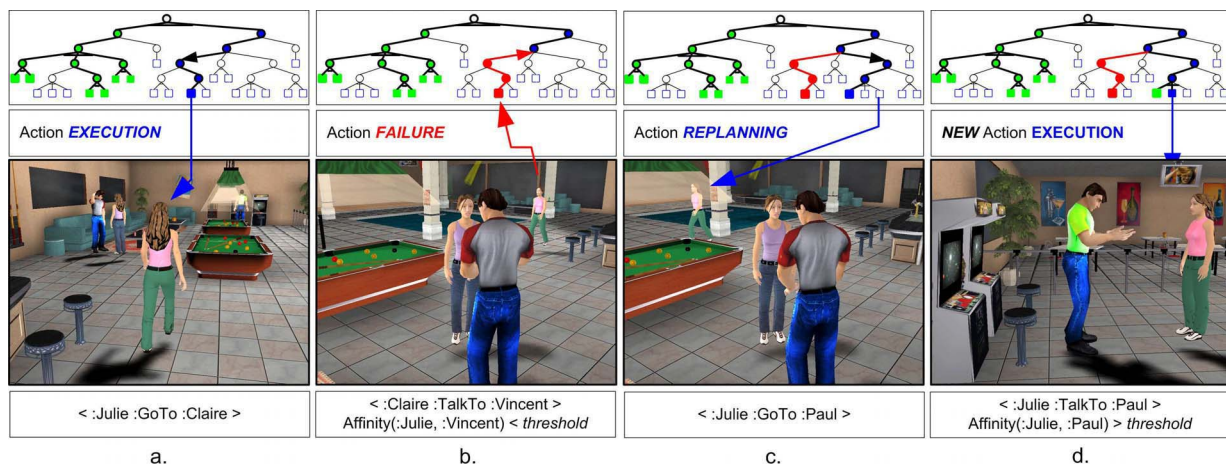 Action EXECUTION
Action FAILURE
Action REPLANNING
NEW Action EXECUTION
< :Julie :GoTo :Claire >
< :Claire :TalkTo :Vincent >
Affinity(:Julie, :Vincent) < threshold
< :Julie :GoTo :Paul >
< :Julie :TalkTo :Paul >
Affinity(:Julie, :Paul) > threshold
a.
b.
c.
d.